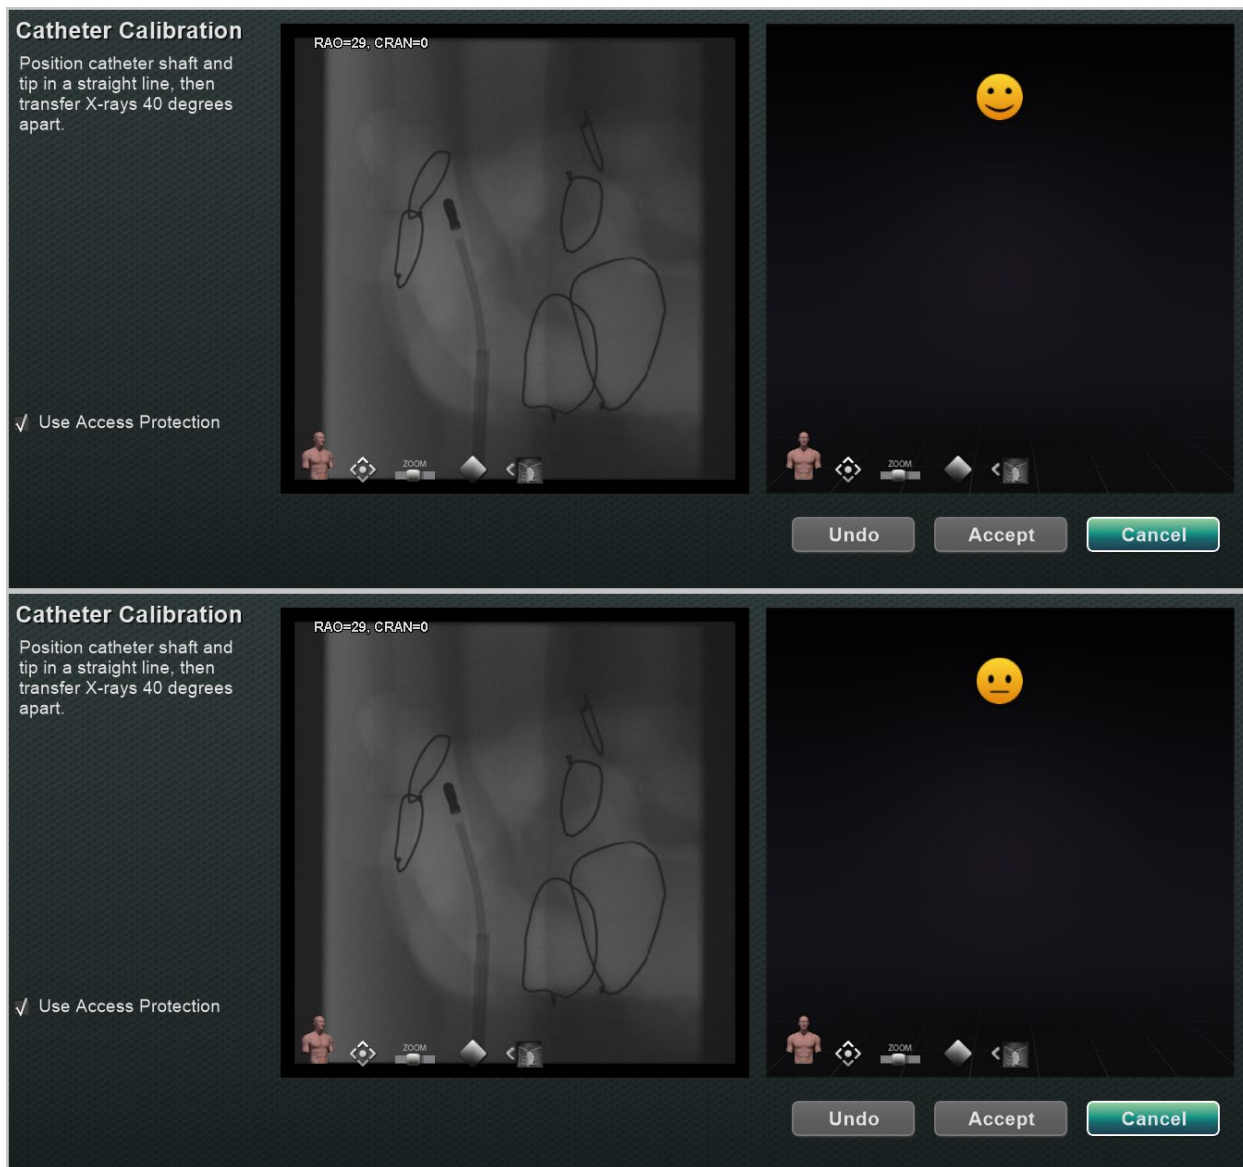 Catheter Calibration
Position catheter shaft and
tip in a straight line, then
transfer X-rays 40 degrees
apart.
Use Access Protection
RAO=29, CRAN=0
ZOOM
ZOOM
Undo
Accept
Cancel
Catheter Calibration
Position catheter shaft and
tip in a straight line, then
transfer X-rays 40 degrees
apart.
Use Access Protection
RAO=29, CRAN=0
ZOOM
ZOOM
Undo
Accept
Cancel